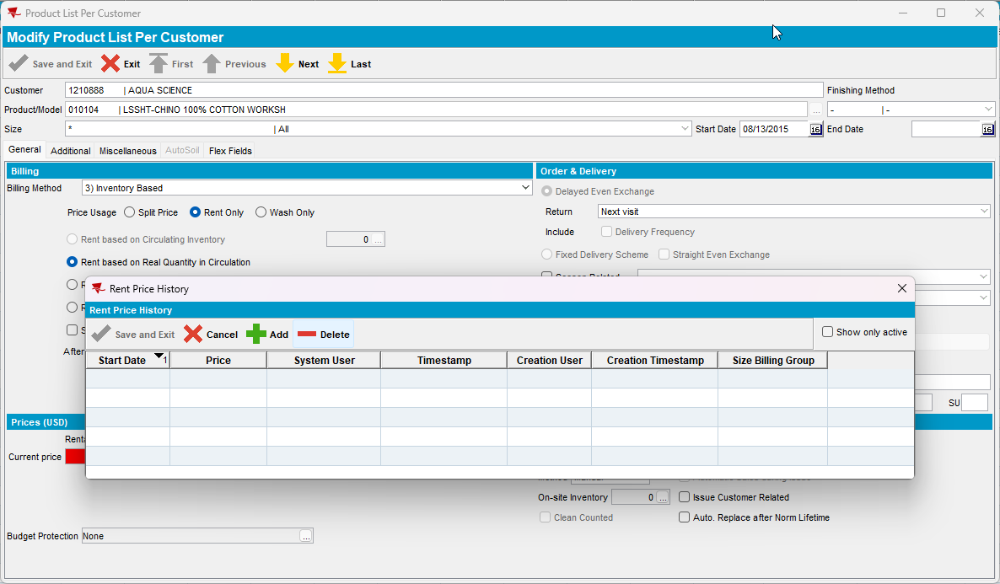 Product List Per Customer
Modify Product List Per Customer
Save and Exit Exit First Previous Next Last
Customer 1210888 | AQUA SCIENCE Finishing Method
Product/Model 010104 | LSSHT-CHINO 100% COTTON WORKSH ... - | -
Size * | All Start Date 08/13/2015 16 End Date 16
General Additional Miscellaneous AutoSoil Flex Fields
Billing Order & Delivery
Billing Method 3) Inventory Based Delayed Even Exchange
Price Usage Split Price Rent Only Wash Only Return Next visit
Rent based on Circulating Inventory 0 ... Include Delivery Frequency
Rent based on Real Quantity in Circulation Fixed Delivery Scheme Straight Even Exchange
Rent Price History
Rent Price History
Save and Exit Cancel Add Delete Show only active
After
Start Date 1 Price System User Timestamp Creation User Creation Timestamp Size Billing Group
SU
Prices (USD)
Current price
On-site Inventory 0 ... Issue Customer Related
Clean Counted Auto. Replace after Norm Lifetime
Budget Protection None ...